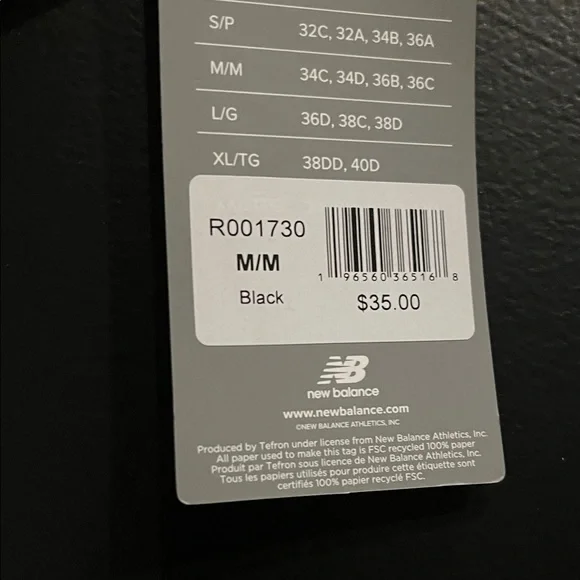 S/P 32C, 32A, 34B, 36A
M/M 34C, 34D, 36B, 36C
L/G 36D, 38C, 38D
XL/TG 38DD, 40D
R001730
M/M
Black
1 96560 36516 8
$35.00
NB
new balance
www.newbalance.com
©NEW BALANCE ATHLETICS, INC
Produced by Tefron under license from New Balance Athletics, Inc.
All paper used to make this tag is FSC recycled 100% paper
Produit par Tefron sous licence de New Balance Athletics, Inc.
Tous les papiers utilisés pour produire cette étiquette sont
certifiés 100% papier recyclé FSC.